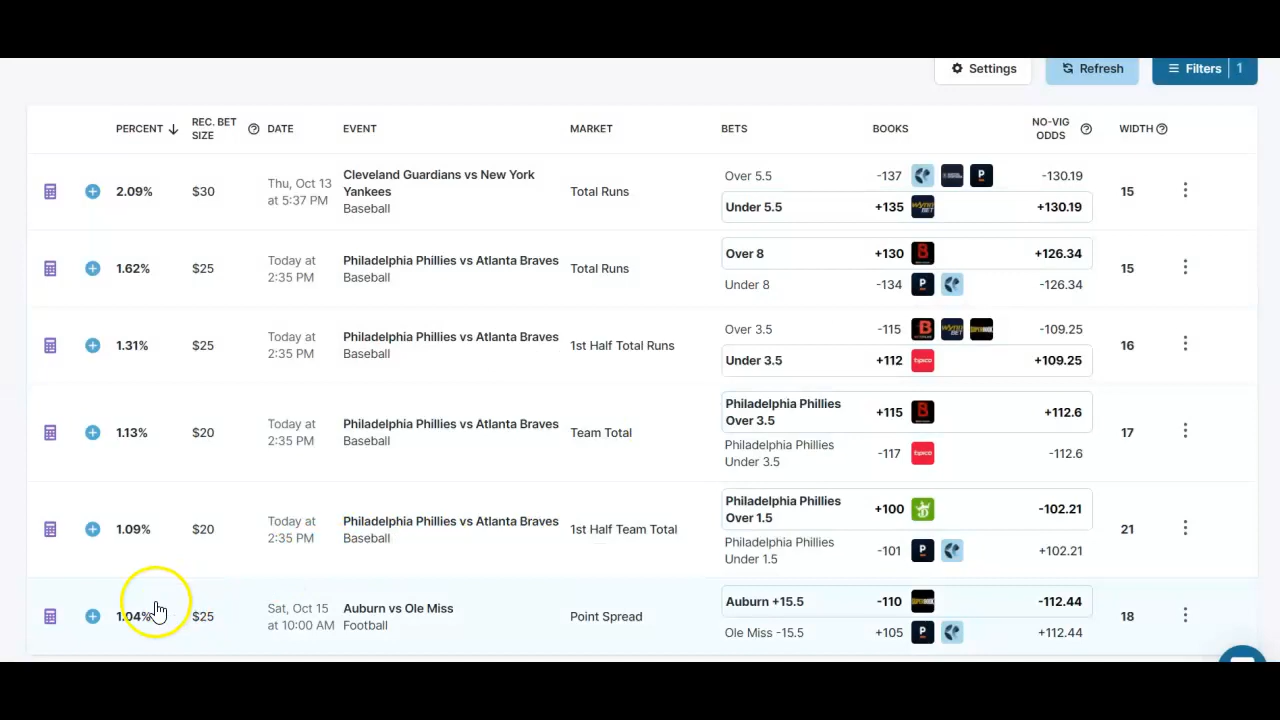 Settings
Refresh
Filters 1
PERCENT
REC. BET
SIZE
DATE
EVENT
MARKET
BETS
BOOKS
NO-VIG
ODDS
WIDTH
2.09%
$30
Thu, Oct 13
at 5:37 PM
Cleveland Guardians vs New York
Yankees
Baseball
Total Runs
Over 5.5
-137
P
-130.19
Under 5.5
+135
WYNN
BET
+130.19
15
1.62%
$25
Today at
2:35 PM
Philadelphia Phillies vs Atlanta Braves
Baseball
Total Runs
Over 8
+130
B
+126.34
Under 8
-134
P
-126.34
15
1.31%
$25
Today at
2:35 PM
Philadelphia Phillies vs Atlanta Braves
Baseball
1st Half Total Runs
Over 3.5
-115
B
WYNN
BET
-109.25
Under 3.5
+112
tipico
+109.25
16
1.13%
$20
Today at
2:35 PM
Philadelphia Phillies vs Atlanta Braves
Baseball
Team Total
Philadelphia Phillies
Over 3.5
+115
B
+112.6
Philadelphia Phillies
Under 3.5
-117
tipico
-112.6
17
1.09%
$20
Today at
2:35 PM
Philadelphia Phillies vs Atlanta Braves
Baseball
1st Half Team Total
Philadelphia Phillies
Over 1.5
+100
-102.21
Philadelphia Phillies
Under 1.5
-101
P
+102.21
21
1.04%
$25
Sat, Oct 15
at 10:00 AM
Auburn vs Ole Miss
Football
Point Spread
Auburn +15.5
-110
-112.44
Ole Miss -15.5
+105
P
+112.44
18